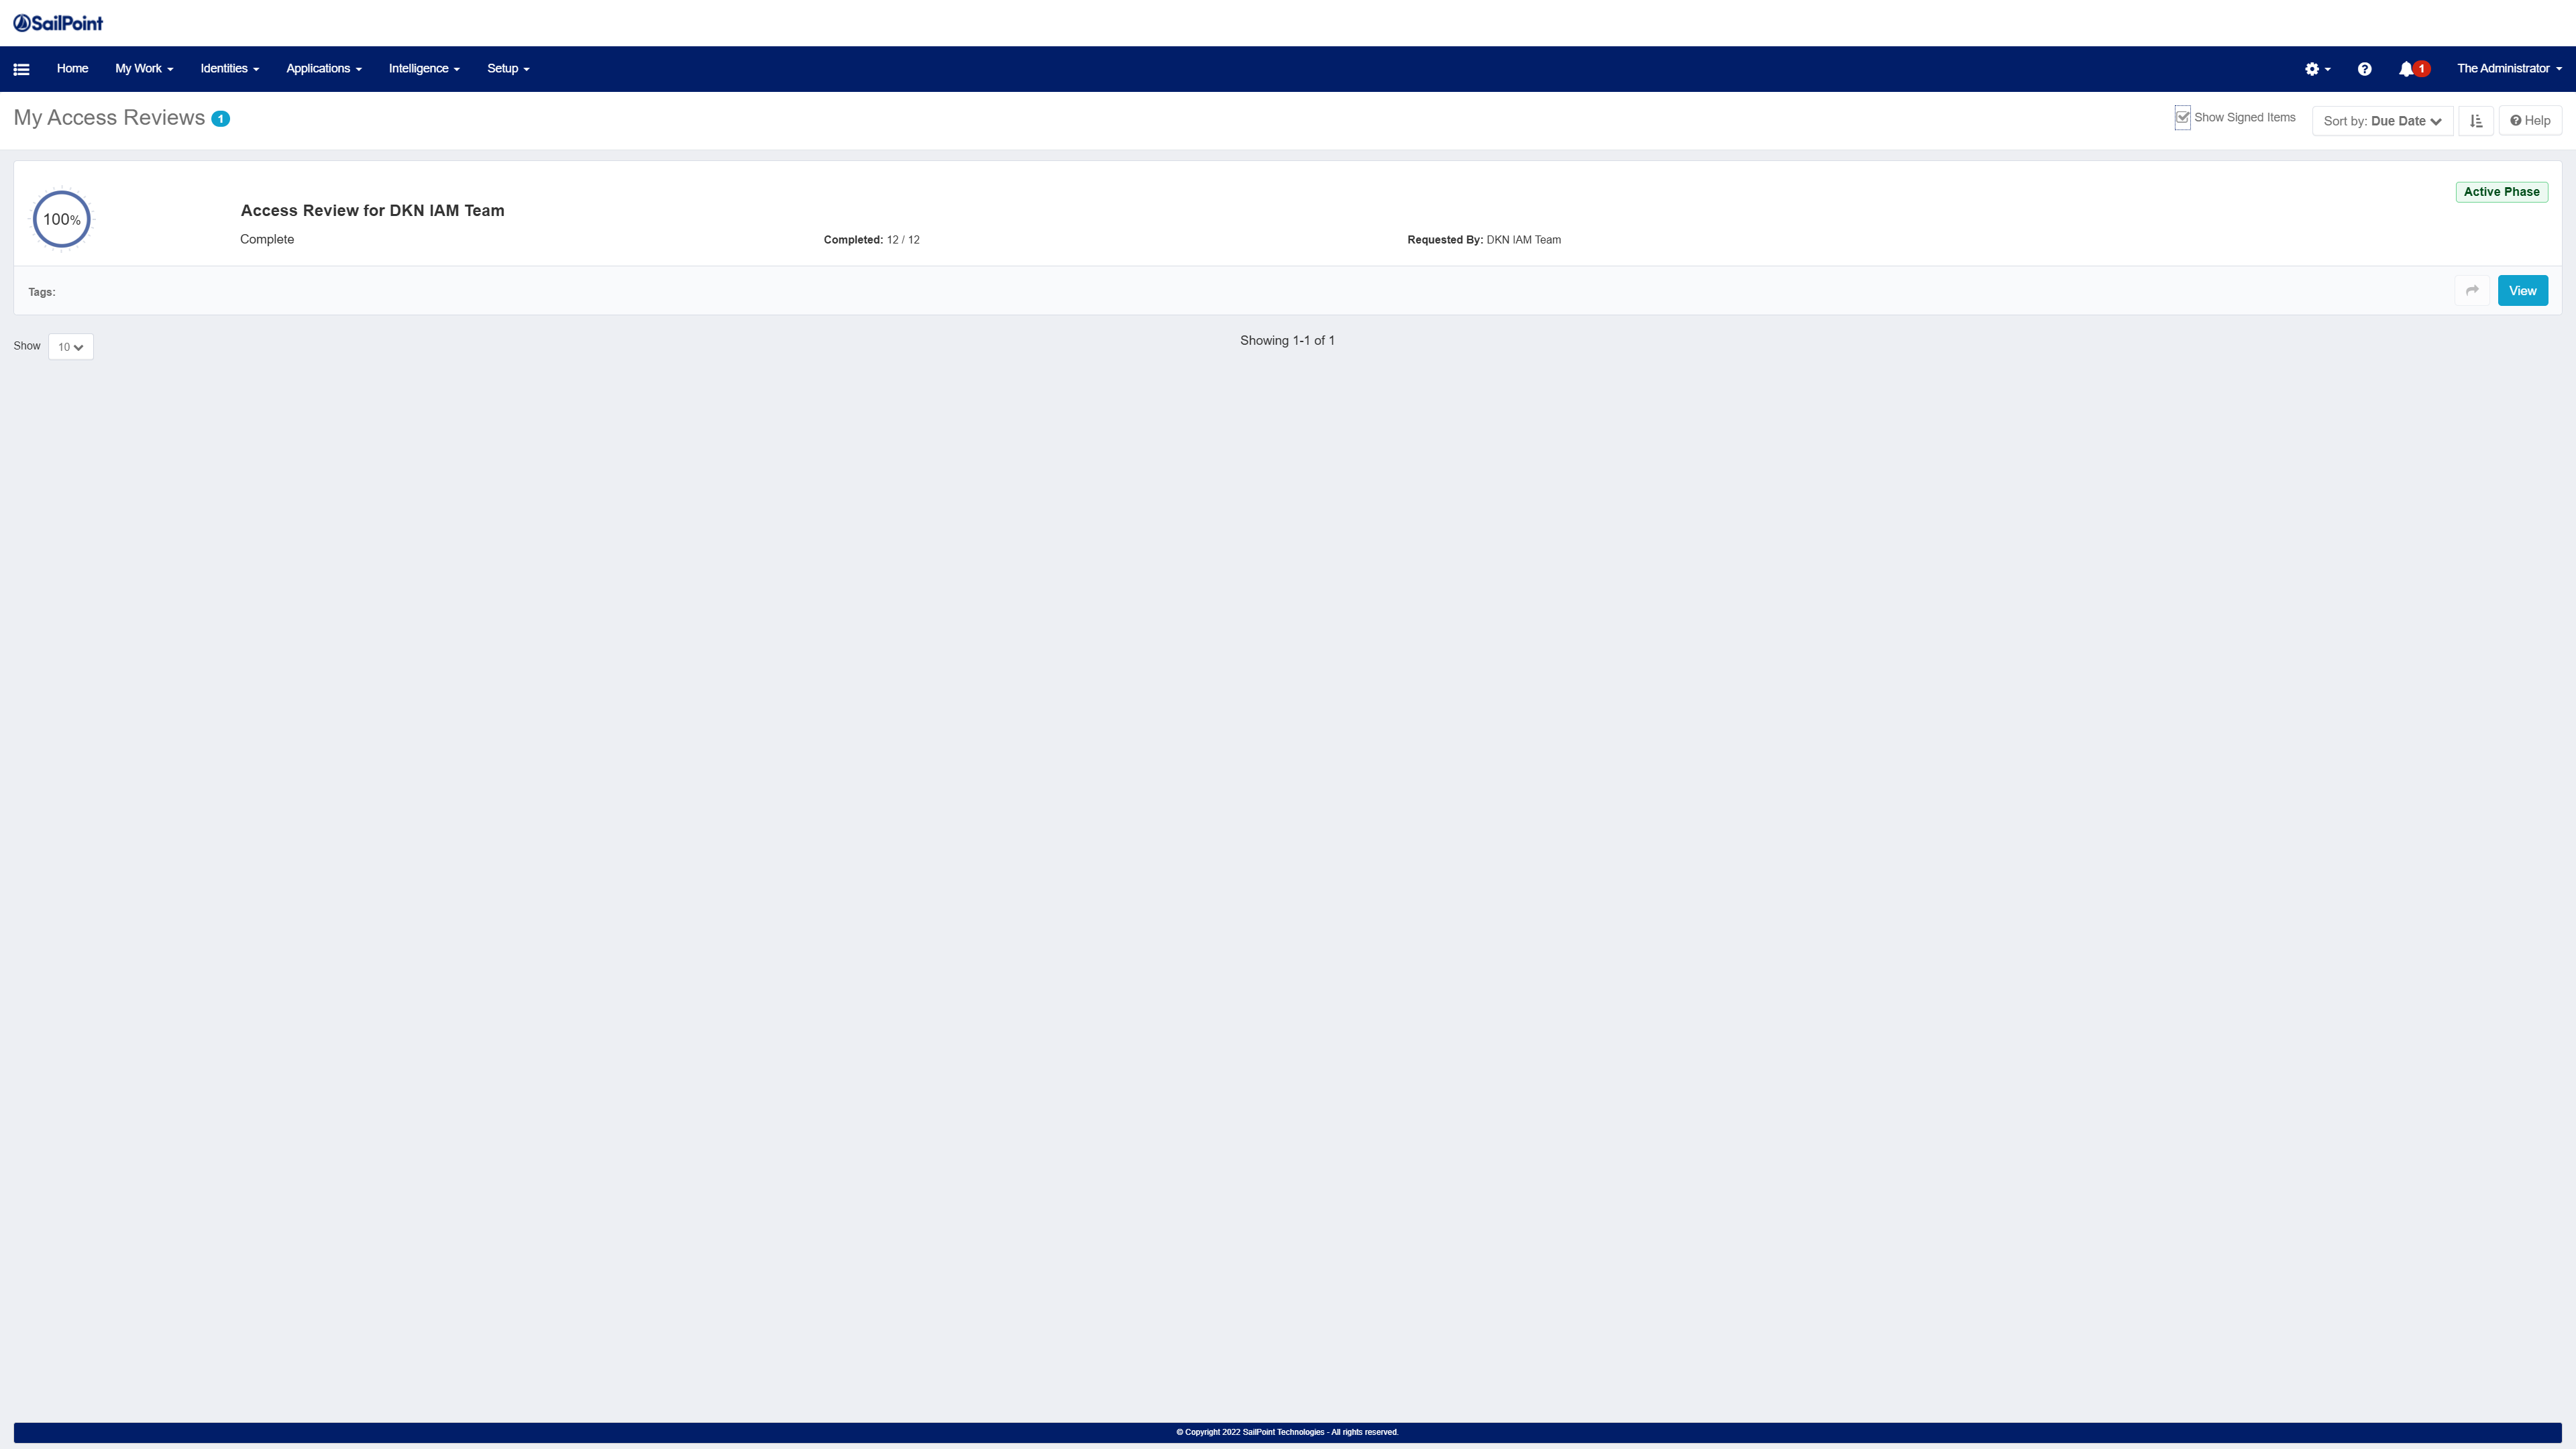 SailPoint
Home My Work Identities Applications Intelligence Setup 1 The Administrator
My Access Reviews 1 Show Signed Items Sort by: Due Date Help
Active Phase
100%
Access Review for DKN IAM Team
Complete Completed: 12 / 12 Requested By: DKN IAM Team
Tags: View
Show 10 Showing 1-1 of 1
© Copyright 2022 SailPoint Technologies - All rights reserved.